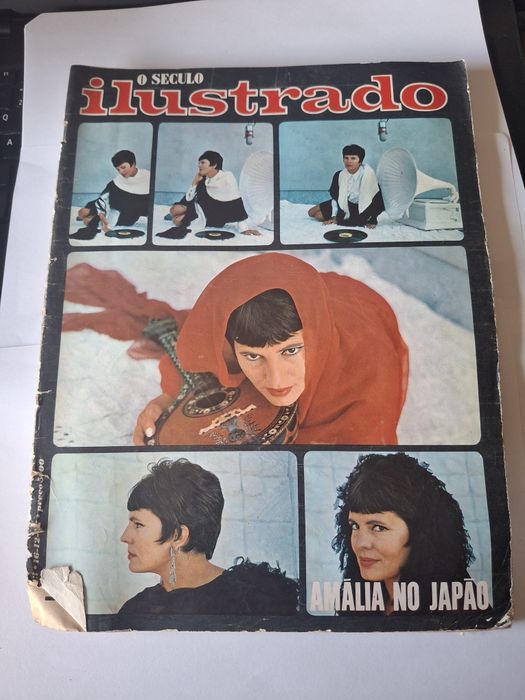 O SECULO
ilustrado
AMÁLIA NO JAPÃO